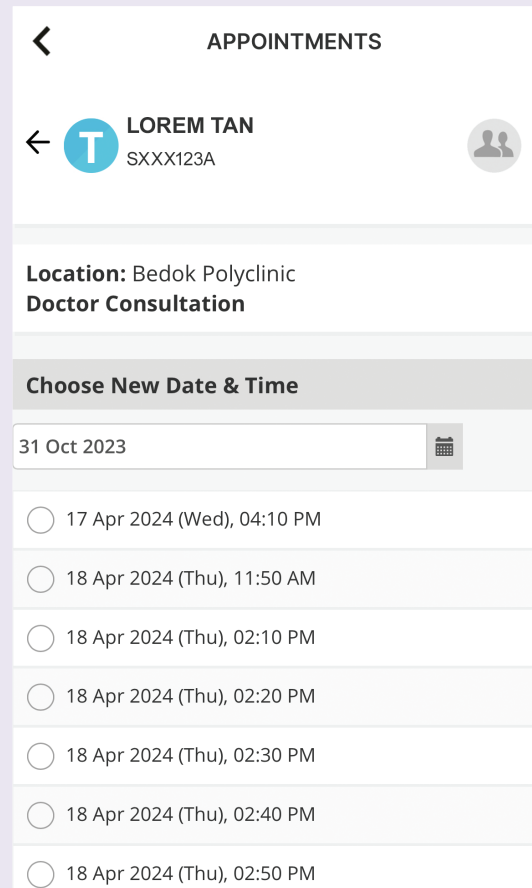 APPOINTMENTS
T
LOREM TAN
SXXX123A
Location: Bedok Polyclinic
Doctor Consultation
Choose New Date & Time
31 Oct 2023
17 Apr 2024 (Wed), 04:10 PM
18 Apr 2024 (Thu), 11:50 AM
18 Apr 2024 (Thu), 02:10 PM
18 Apr 2024 (Thu), 02:20 PM
18 Apr 2024 (Thu), 02:30 PM
18 Apr 2024 (Thu), 02:40 PM
18 Apr 2024 (Thu), 02:50 PM